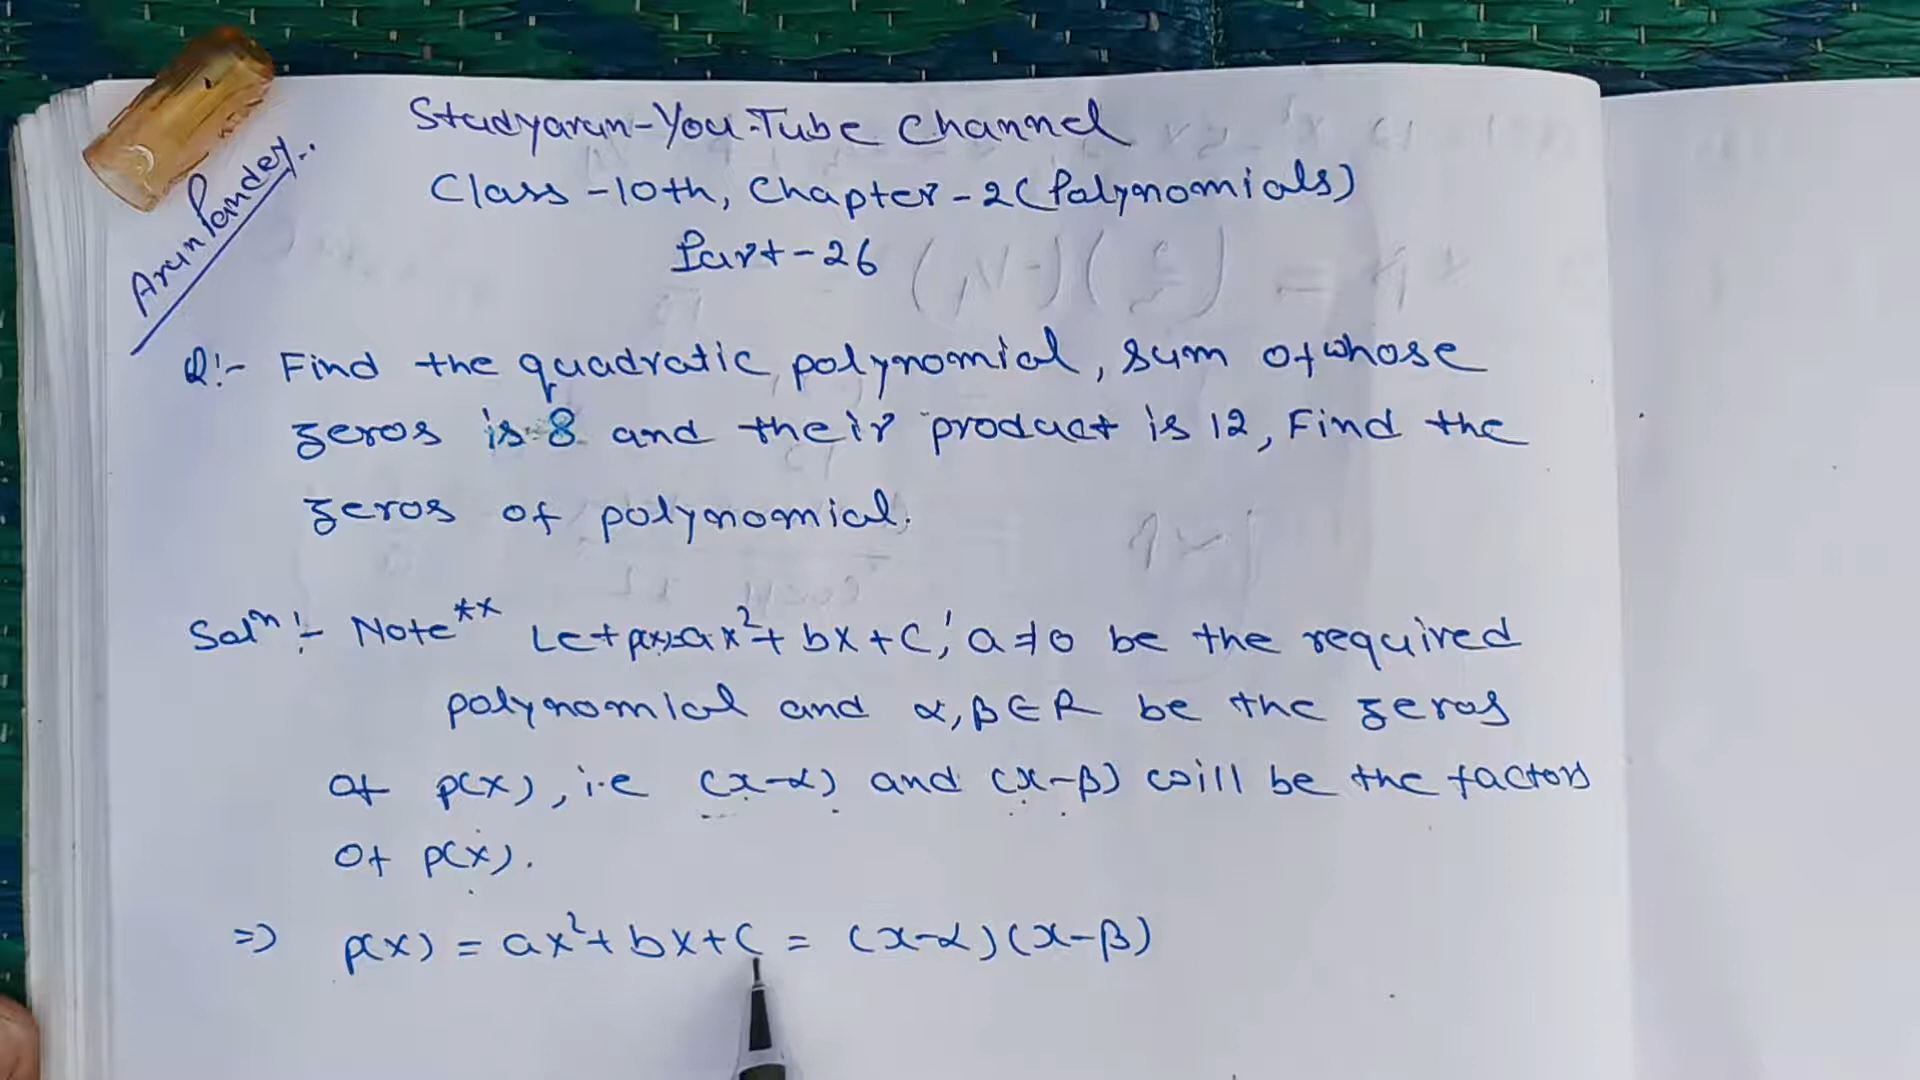 Studyarun-YouTube Channel
Class-10th, Chapter-2(Polynomials)
Part-26
Arun Pandey..
Q!- Find the quadratic polynomial, sum of whose
zeros is 8 and their product is 12, Find the
zeros of polynomial.
Solⁿ!- Note** Let p(x)=ax²+bx+c, a≠0 be the required
polynomial and α,β∈R be the zeros
of p(x), i.e (x-α) and (x-β) will be the factors
of p(x).
=> p(x) = ax²+bx+c = (x-α)(x-β)